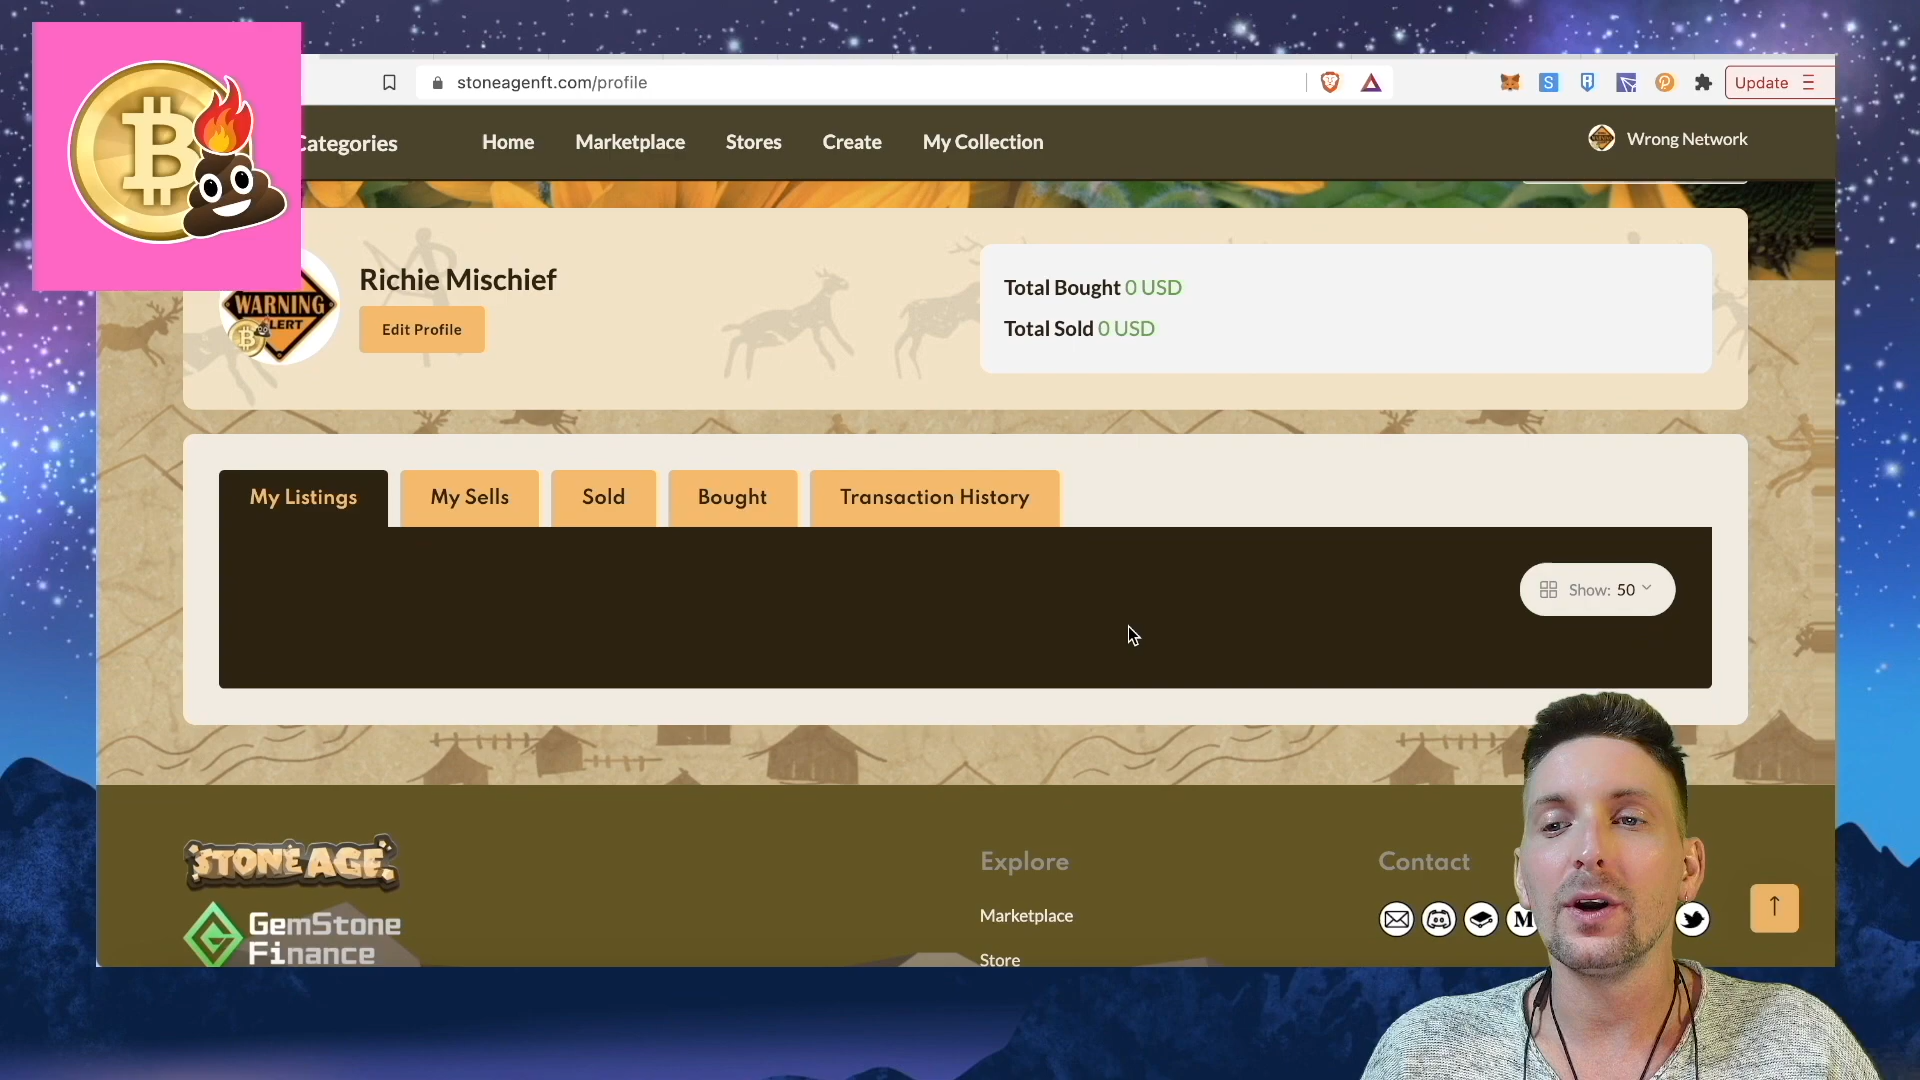 stoneagenft.com/profile
Update
Categories
Home
Marketplace
Stores
Create
My Collection
Wrong Network
Richie Mischief
WARNING
Edit Profile
Total Bought 0 USD
Total Sold 0 USD
My Listings
My Sells
Sold
Bought
Transaction History
Show: 50
STONE AGE
GemStone
Finance
Explore
Marketplace
Store
Contact